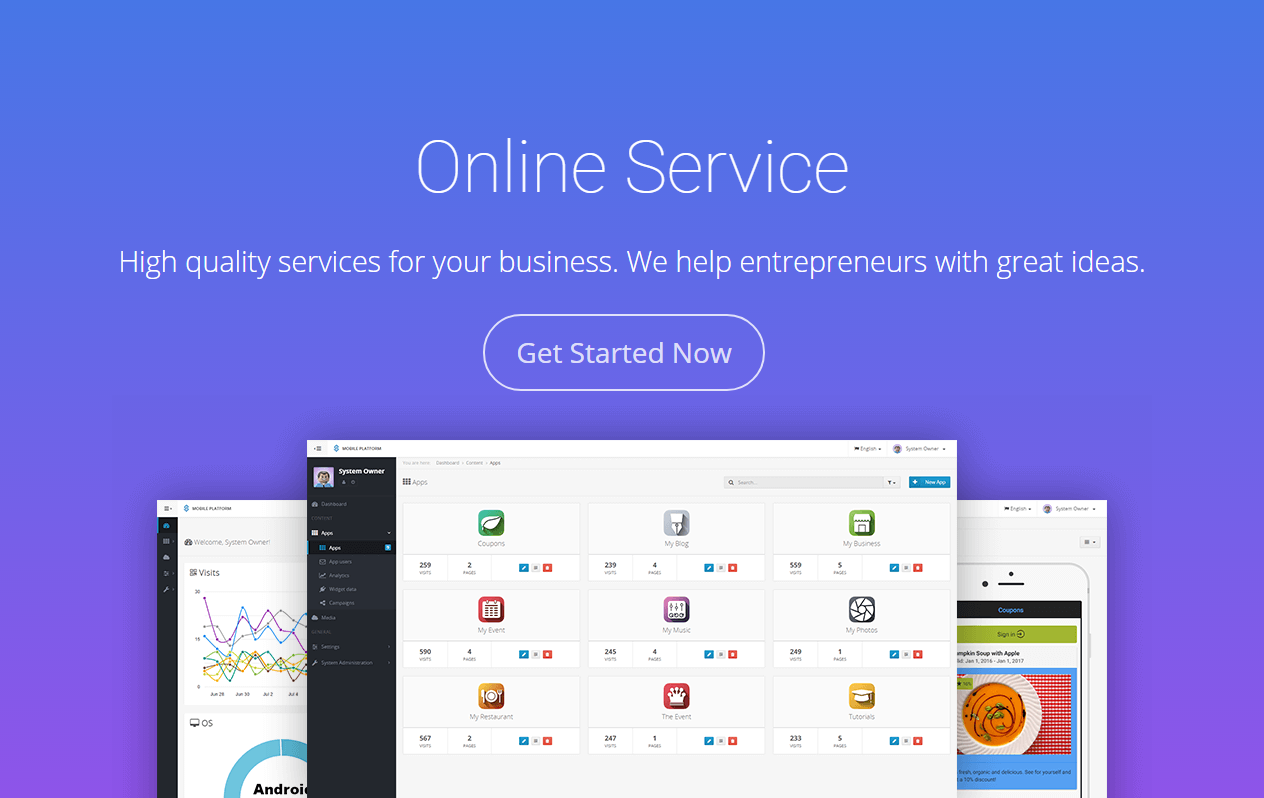 Online Service
High quality services for your business. We help entrepreneurs with great ideas.
Get Started Now
MOBILE PLATFORM
English
System Owner
System Owner
You are here: Dashboard > Content > Apps
Apps
Search...
New App
Dashboard
CONTENT
Apps
Apps
App users
Analytics
Widget data
Campaigns
Media
GENERAL
Settings
System Administration
Coupons
259 VISITS 2 PAGES
My Blog
239 VISITS 4 PAGES
My Business
559 VISITS 5 PAGES
My Event
590 VISITS 4 PAGES
My Music
245 VISITS 4 PAGES
My Photos
249 VISITS 1 PAGES
My Restaurant
567 VISITS 2 PAGES
The Event
247 VISITS 1 PAGES
Tutorials
233 VISITS 5 PAGES
MOBILE PLATFORM
Welcome, System Owner!
Visits
30
15
0
Jun 28 Jun 30 Jul 2 Jul 4
OS
Androi
English
System Owner
Coupons
Sign in
mpkin Soup with Apple
lid: Jan 1, 2016 - Jan 1, 2017
10%
fresh, organic and delicious. See for yourself and
a 10% discount!